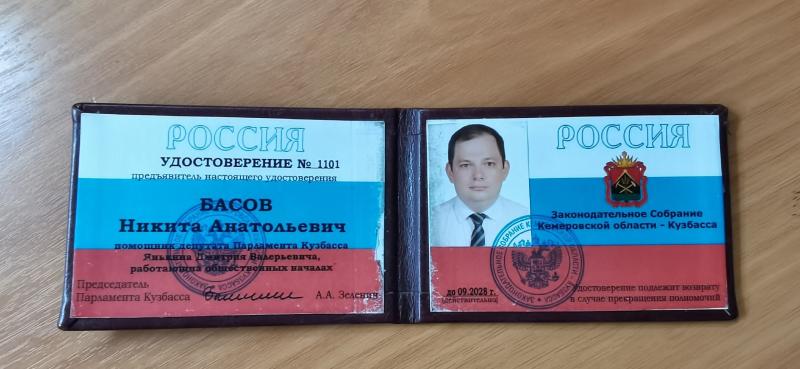 РОССИЯ
УДОСТОВЕРЕНИЕ № 1101
предъявитель настоящего удостоверения
БАСОВ
Никита Анатольевич
помощник депутата Парламента Кузбасса
Янькина Дмитрия Валерьевича,
работающий общественных началах
Председатель
Парламента Кузбасса
А.А. Зеленин
РОССИЯ
Законодательное Собрание
Кемеровской области - Кузбасса
до 09.2028 г.
(действительно)
Удостоверение подлежит возврату
в случае прекращения полномочий